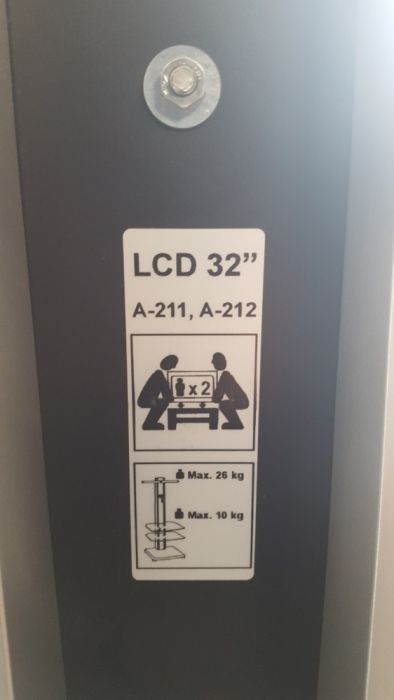 LCD 32”
A-211, A-212
x 2
Max. 26 kg
Max. 10 kg